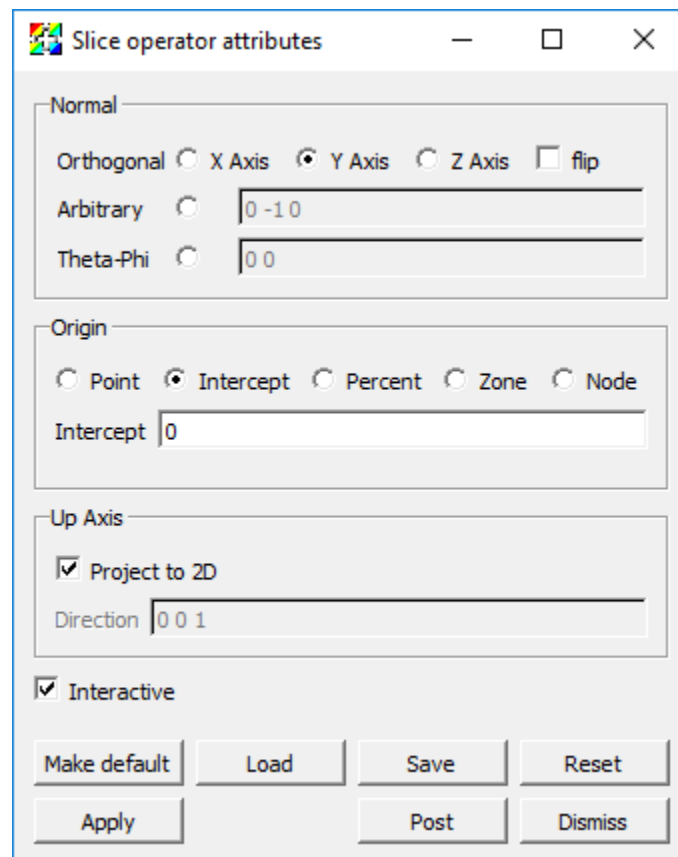 Slice operator attributes
Normal
Orthogonal X Axis Y Axis Z Axis flip
Arbitrary 0 -1 0
Theta-Phi 0 0
Origin
Point Intercept Percent Zone Node
Intercept 0
Up Axis
Project to 2D
Direction 0 0 1
Interactive
Make default Load Save Reset
Apply Post Dismiss